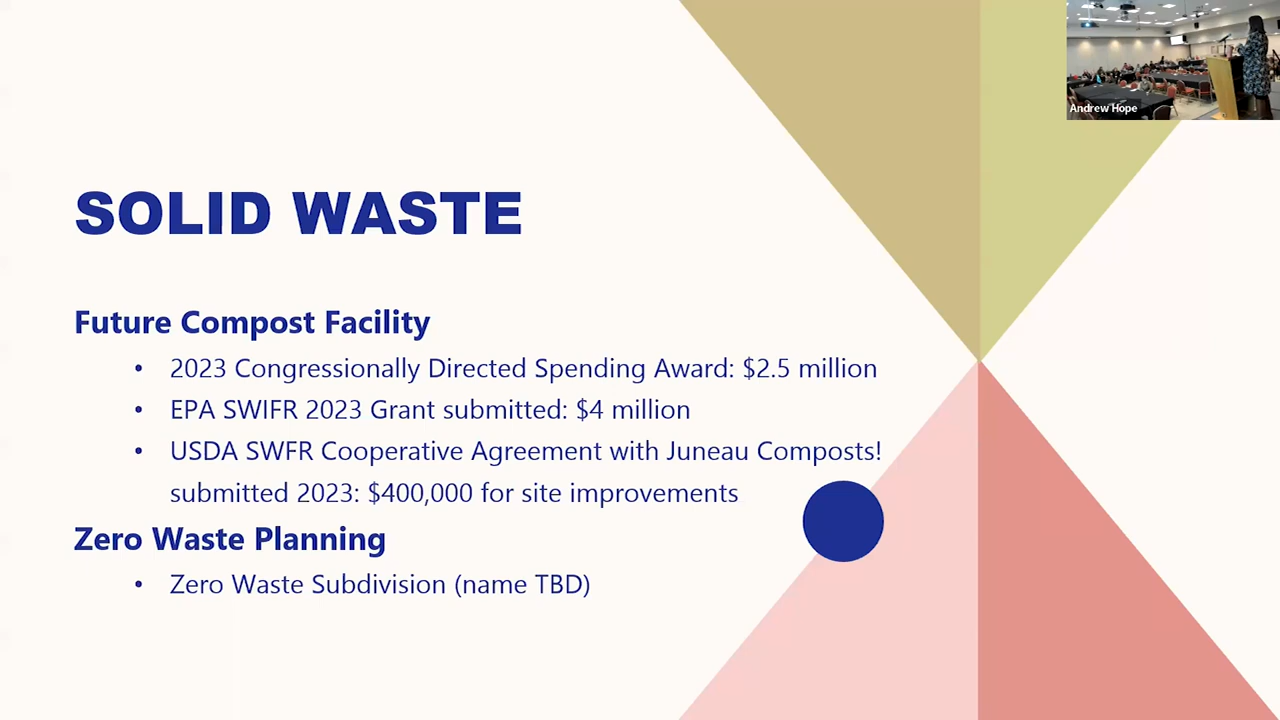 Andrew Hope
SOLID WASTE
Future Compost Facility
• 2023 Congressionally Directed Spending Award: $2.5 million
• EPA SWIFR 2023 Grant submitted: $4 million
• USDA SWFR Cooperative Agreement with Juneau Composts!
submitted 2023: $400,000 for site improvements
Zero Waste Planning
• Zero Waste Subdivision (name TBD)